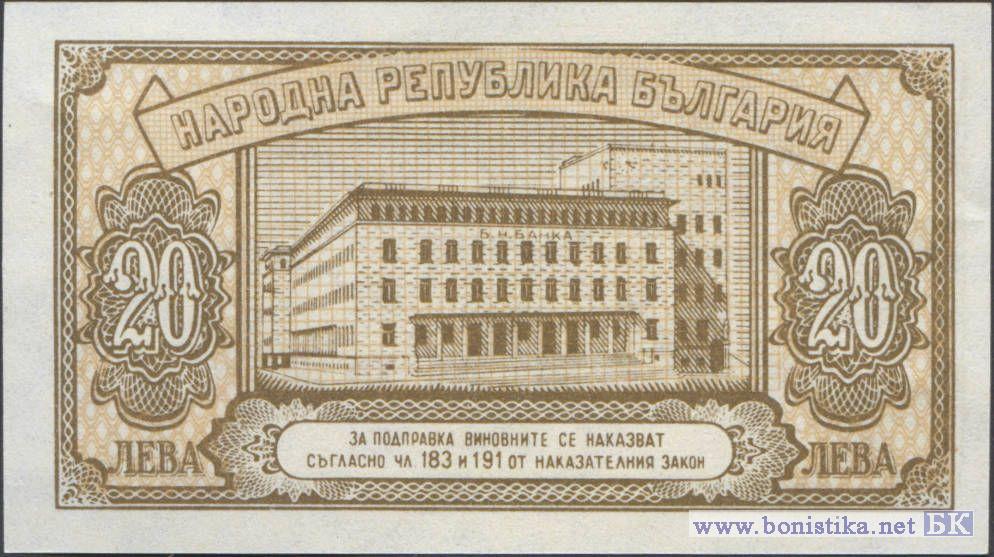 НАРОДНА РЕПУБЛИКА БЪЛГАРИЯ
Б.Н.БАНКА
20
20
ЛЕВА
ЛЕВА
ЗА ПОДПРАВКА ВИНОВНИТЕ СЕ НАКАЗВАТ
СЪГЛАСНО ЧЛ. 183 И 191 ОТ НАКАЗАТЕЛНИЯ ЗАКОН
www.bonistika.net БК